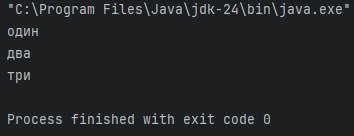 "C:\Program Files\Java\jdk-24\bin\java.exe"
один
два
три
Process finished with exit code 0